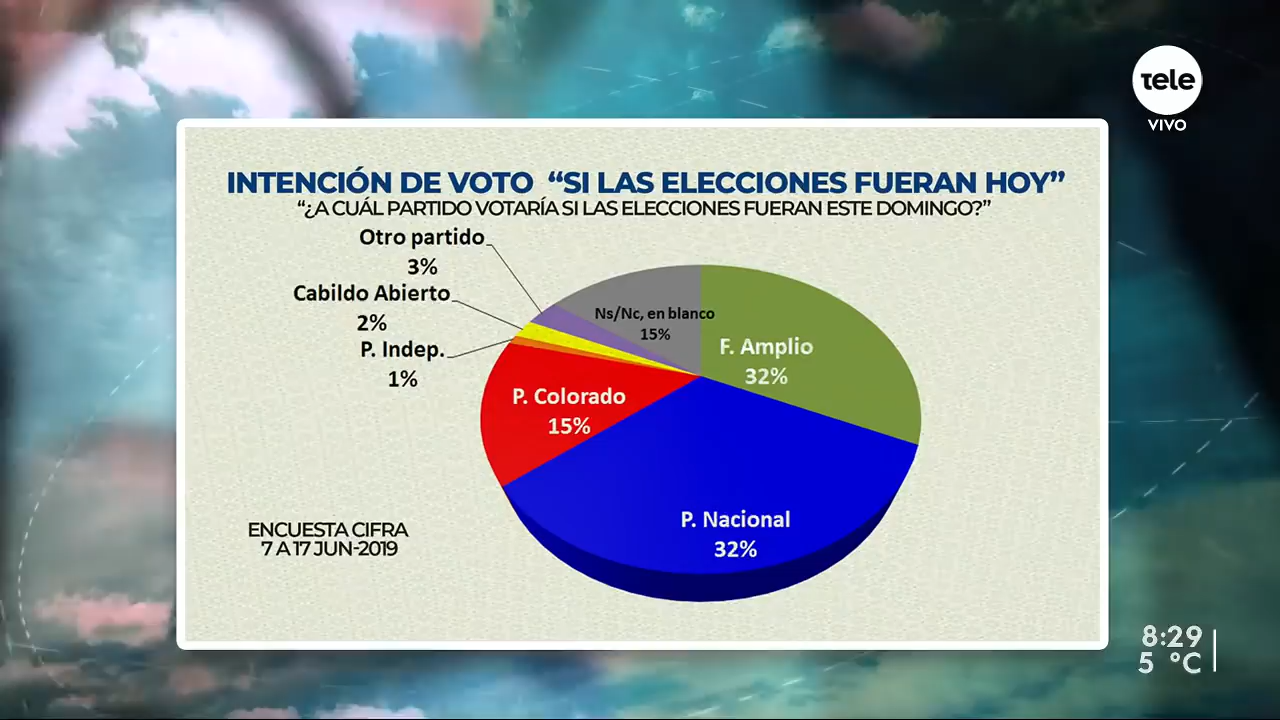 tele
VIVO
INTENCIÓN DE VOTO “SI LAS ELECCIONES FUERAN HOY”
“¿A CUÁL PARTIDO VOTARÍA SI LAS ELECCIONES FUERAN ESTE DOMINGO?”
Otro partido
3%
Cabildo Abierto
2%
P. Indep.
1%
Ns/Nc, en blanco
15%
F. Amplio
32%
P. Colorado
15%
P. Nacional
32%
ENCUESTA CIFRA
7 A 17 JUN-2019
8:29
5 °C